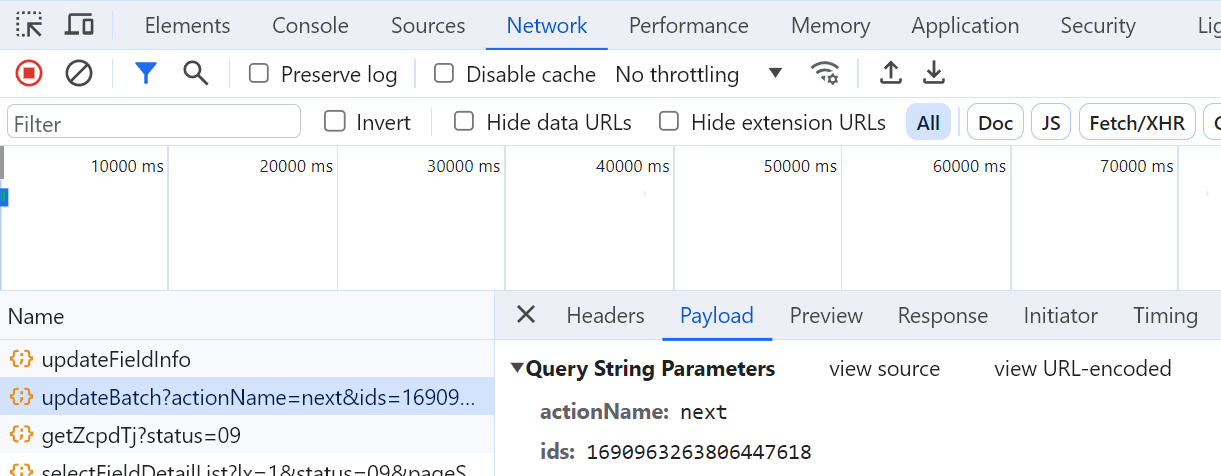 Elements Console Sources Network Performance Memory Application Security Lig
Preserve log Disable cache No throttling
Filter Invert Hide data URLs Hide extension URLs All Doc JS Fetch/XHR
10000 ms 20000 ms 30000 ms 40000 ms 50000 ms 60000 ms 70000 ms
Name Headers Payload Preview Response Initiator Timing
updateFieldInfo Query String Parameters view source view URL-encoded
updateBatch?actionName=next&ids=16909... actionName: next
getZcpdTj?status=09 ids: 1690963263806447618
selectFieldDetailList?lx=1&status=09&pageS